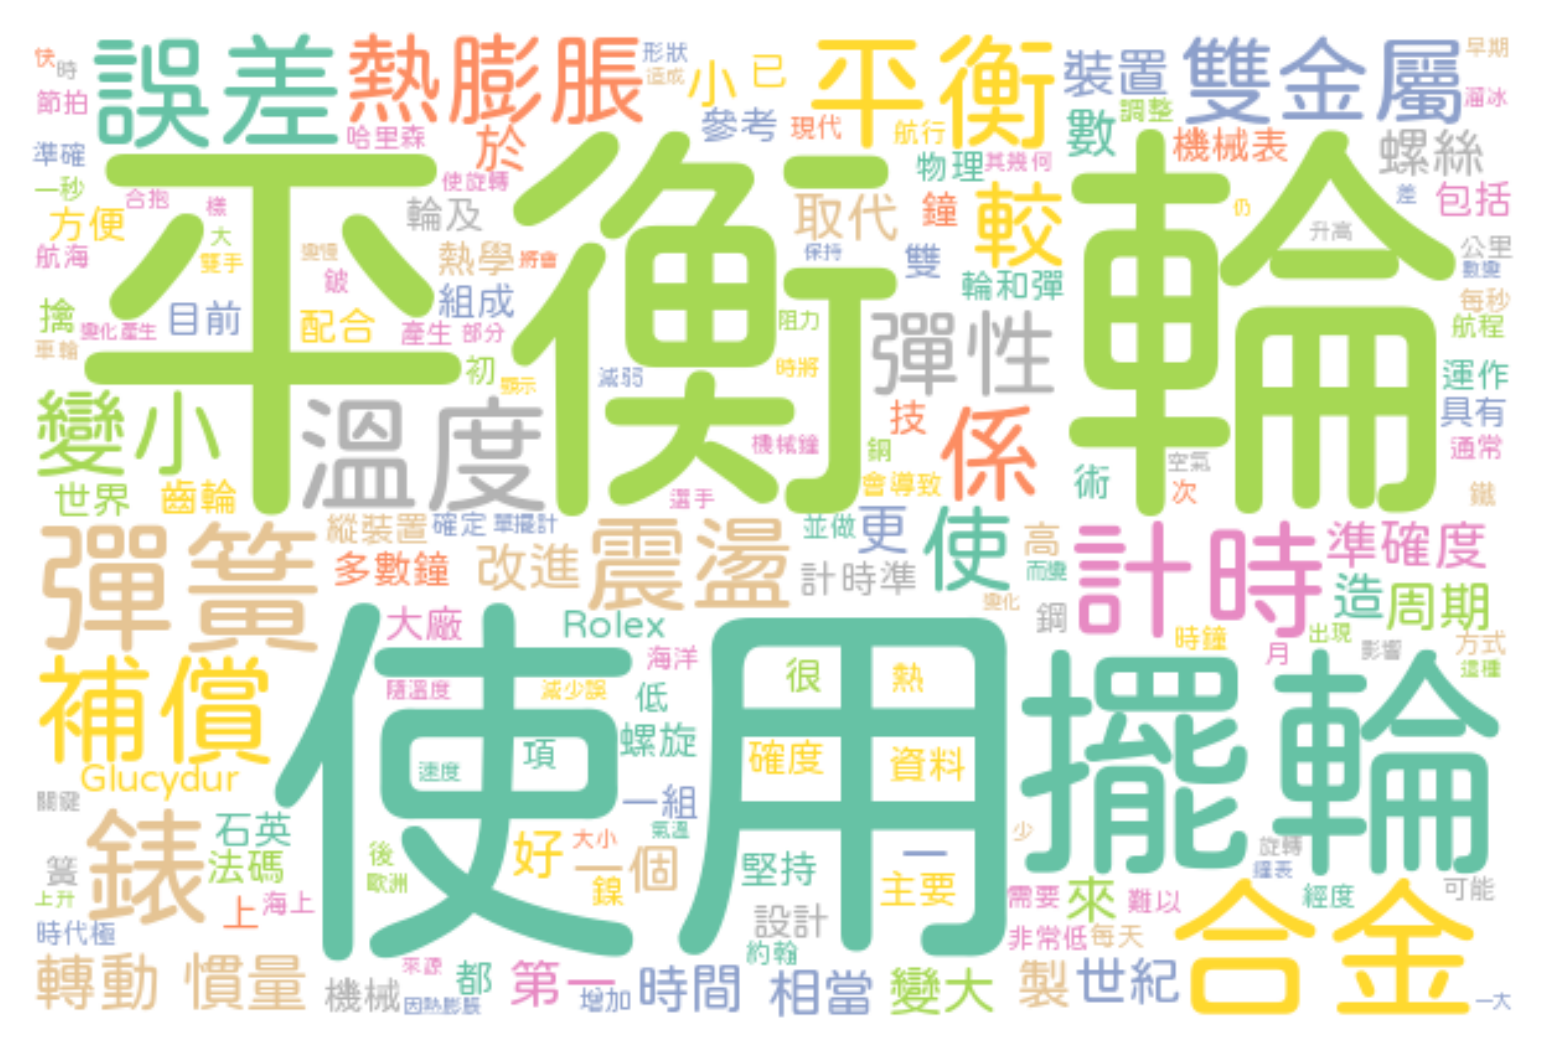 快
時
節拍
誤差
熱膨脹
形狀
造成
小
已
平衡
裝置
雙金屬
早期
溜冰
準確
哈里森
於
參考
現代
航行
數
調整
機械表
螺絲
一秒
合抱
樣
使旋轉
物理
其幾何
方便
大
輪及
取代
鐘
較
仍
差
包括
航海
雙手
變慢
鈹
熱學
將會
平衡輪
保持
雙
升高
公里
數變
擒
變化產生
目前
配合
組成
產生
部分
輪和彈
每秒
車輪
初
顯示
減弱
阻力
時將
彈性
航程
運作
變小
溫度
機械鐘
技
係
具有
通常
世界
齒輪
選手
銅
會導致
術
空氣
次
鐵
彈簧
縱裝置
確定
單擺計
多數鐘
改進
震盪
並做
更
計時準
使
高
而變
變化
鋼
計時
準確度
造
周期
大廠
Rolex
時鐘
出現
月
影響
方式
這種
補償
使用
隨溫度
減少誤
海洋
低
很
熱
擺輪
Glucydur
速度
項
螺旋
確度
資料
關鍵
錶
石英
一組
氣溫
少
旋轉
鐘表
簧
法碼
後
歐洲
好
大小
一個
鎳
堅持
一
主要
上升
上
海上
需要
來
難以
經度
可能
時代極
設計
非常低
每天
合金
轉動
慣量
機械
來源
因熱膨脹
都
第一
增加
時間
約翰
相當
變大
製
世紀
一大